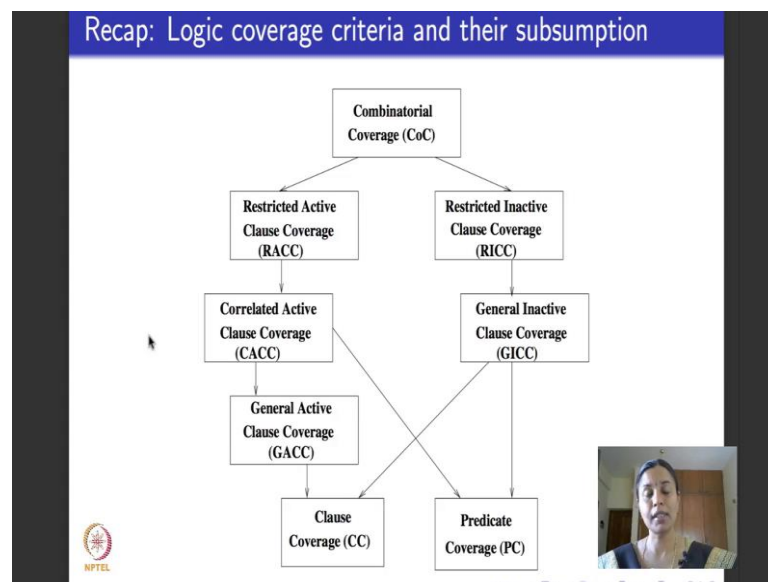 Recap: Logic coverage criteria and their subsumption
Combinatorial
Coverage (CoC)
Restricted Active
Clause Coverage
(RACC)
Restricted Inactive
Clause Coverage
(RICC)
Correlated Active
Clause Coverage
(CACC)
General Inactive
Clause Coverage
(GICC)
General Active
Clause Coverage
(GACC)
Clause
Coverage (CC)
Predicate
Coverage (PC)
NPTEL